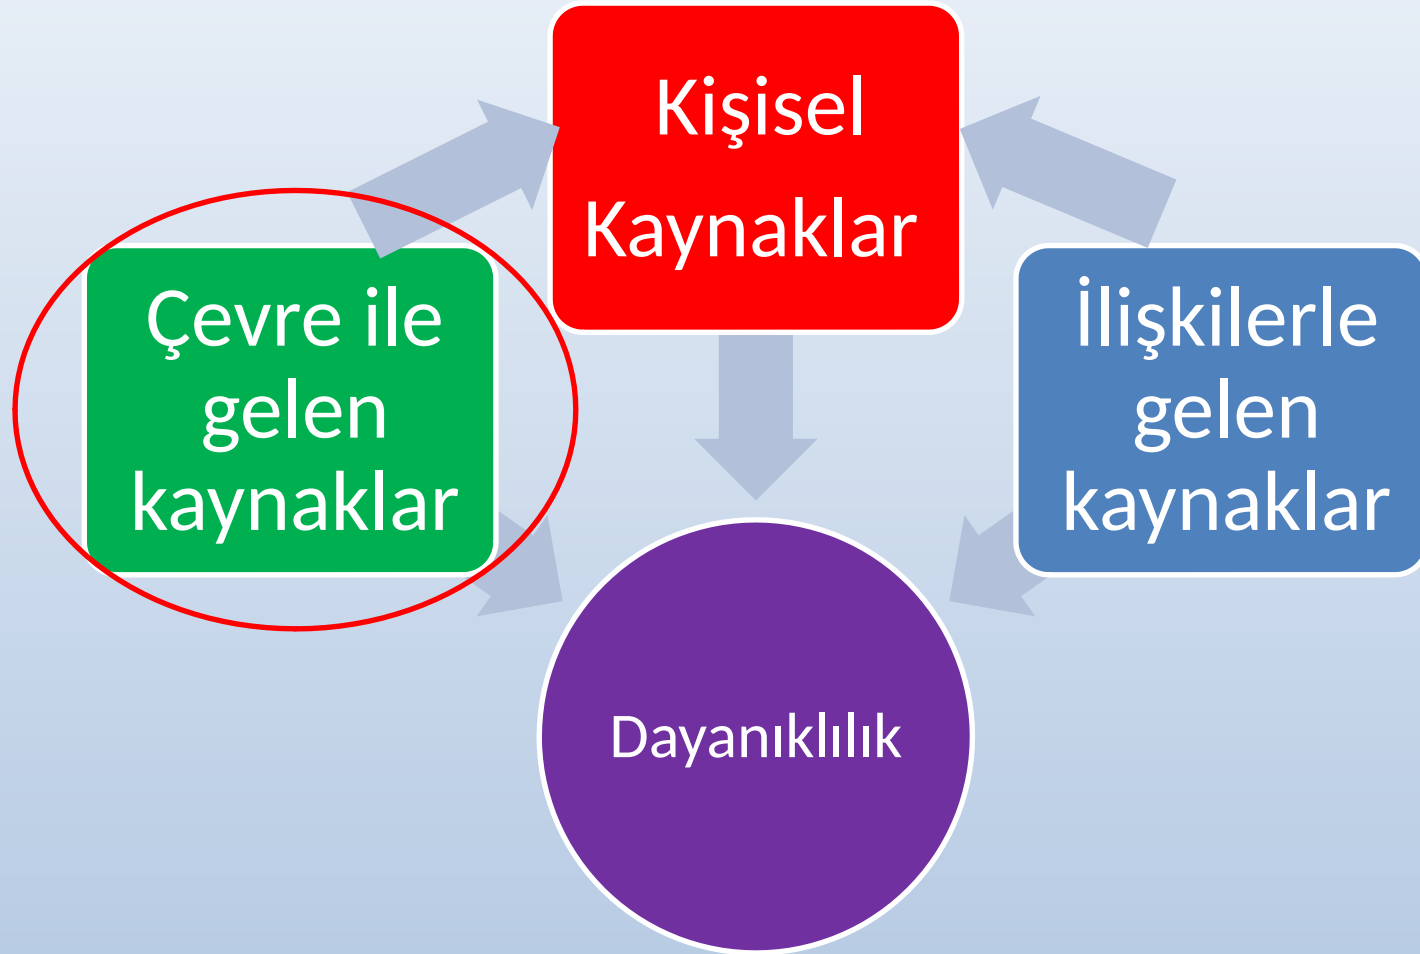 Kişisel
Kaynaklar
Çevre ile
gelen
kaynaklar
İlişkilerle
gelen
kaynaklar
Dayanıklılık